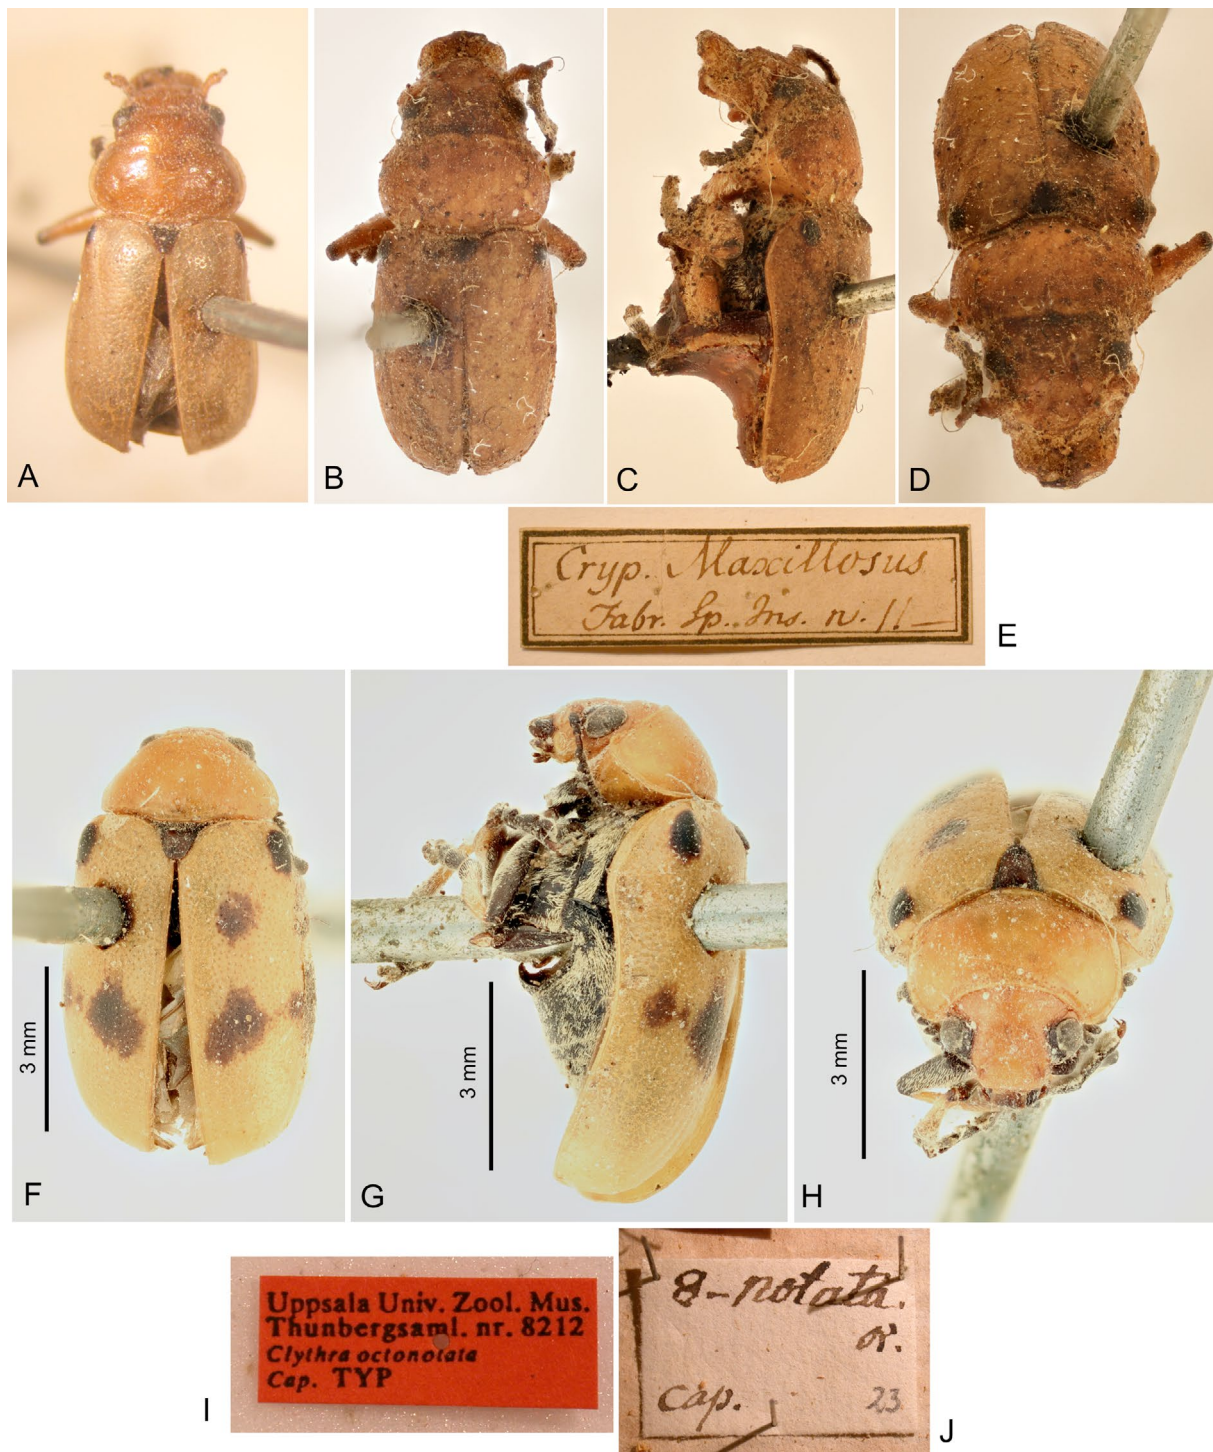 A
B
C
D
Cryp. Maxillosus
Fabr. Sp. Ins. n. 11 —
E
3 mm
F
3 mm
G
3 mm
H
Uppsala Univ. Zool. Mus.
Thunbergsaml. nr. 8212
Clythra octonotata
Cap. TYP
I
8-notata.
α.
cap. 23
J